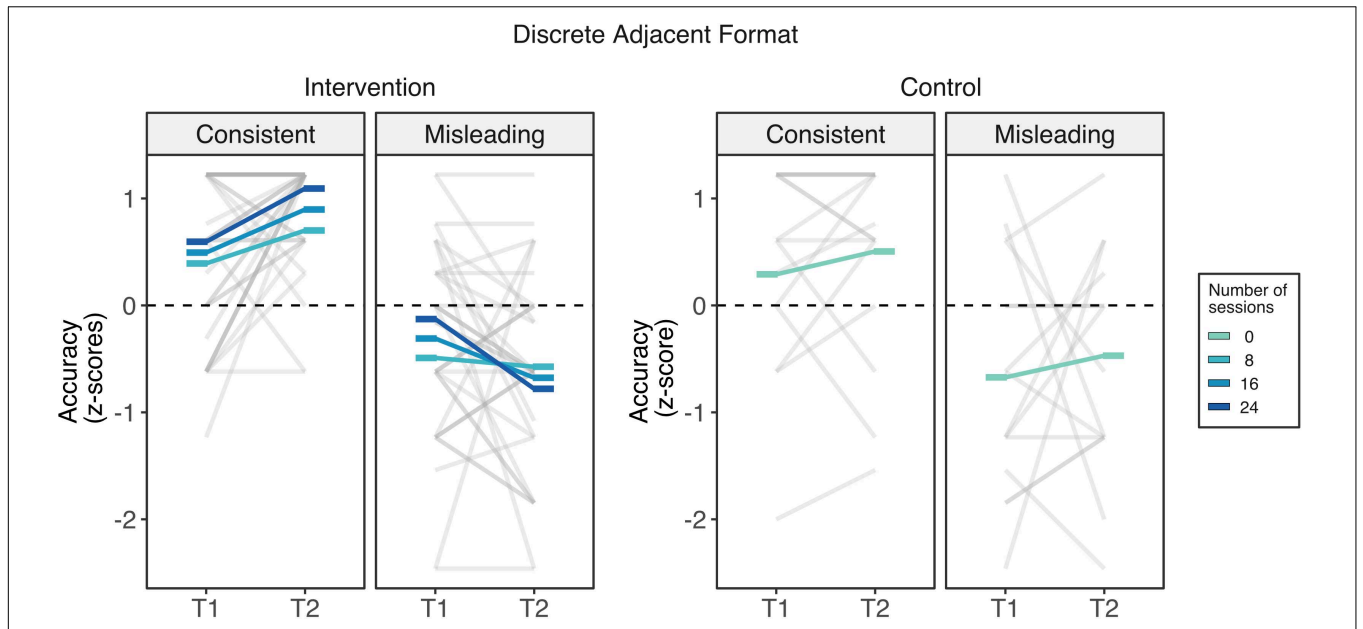 Discrete Adjacent Format
Intervention
Control
Consistent
Misleading
Consistent
Misleading
Accuracy
(z-scores)
1
0
-1
-2
T1
T2
T1
T2
Accuracy
(z-score)
1
0
-1
-2
T1
T2
T1
T2
Number of
sessions
0
8
16
24